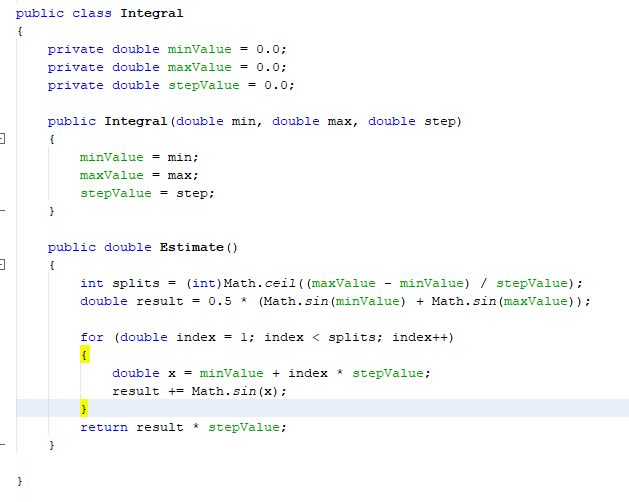 public class Integral
{
    private double minValue = 0.0;
    private double maxValue = 0.0;
    private double stepValue = 0.0;

    public Integral(double min, double max, double step)
    {
        minValue = min;
        maxValue = max;
        stepValue = step;
    }

    public double Estimate()
    {
        int splits = (int)Math.ceil((maxValue - minValue) / stepValue);
        double result = 0.5 * (Math.sin(minValue) + Math.sin(maxValue));

        for (double index = 1; index < splits; index++)
        {
            double x = minValue + index * stepValue;
            result += Math.sin(x);
        }
        return result * stepValue;
    }

}